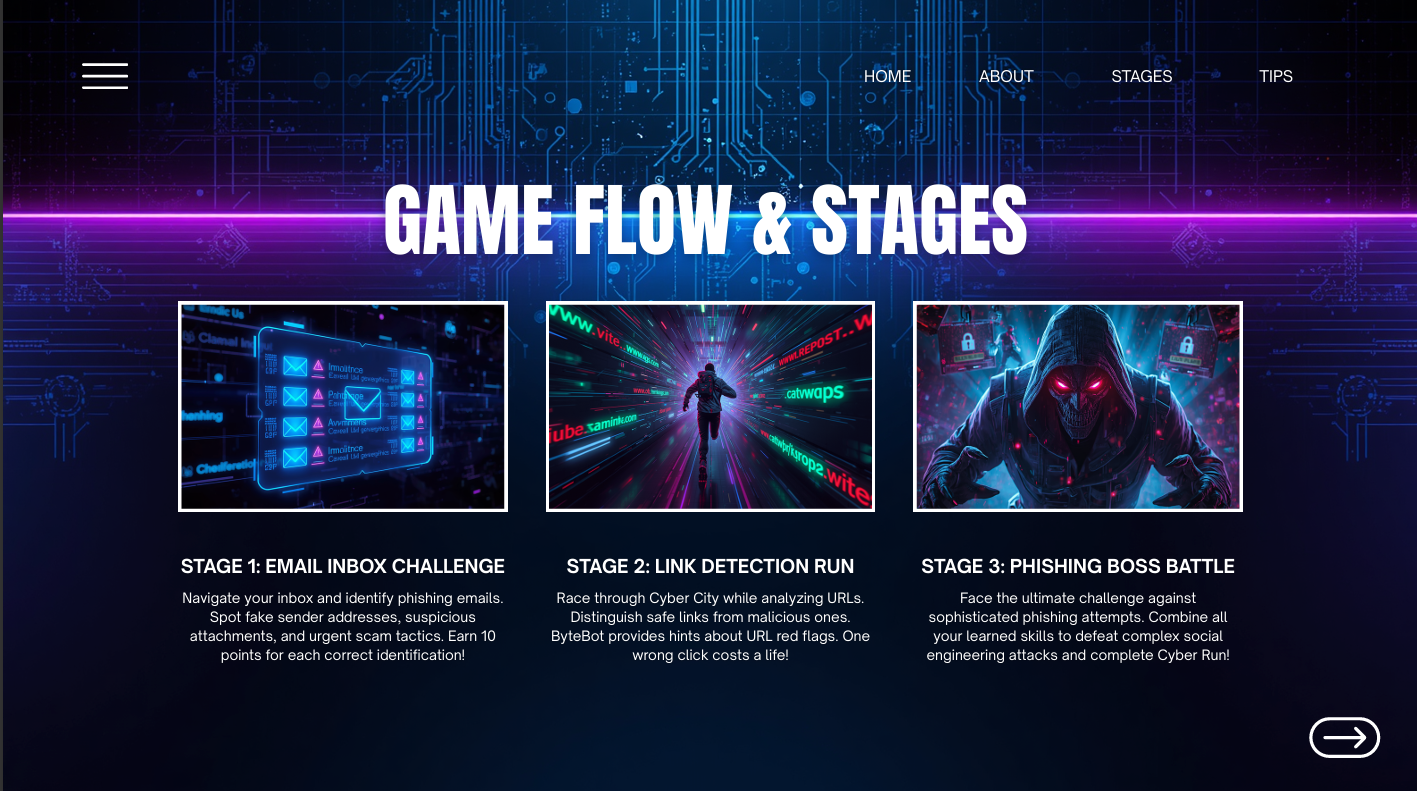 HOME ABOUT STAGES TIPS
GAME FLOW & STAGES
STAGE 1: EMAIL INBOX CHALLENGE
Navigate your inbox and identify phishing emails.
Spot fake sender addresses, suspicious
attachments, and urgent scam tactics. Earn 10
points for each correct identification!
STAGE 2: LINK DETECTION RUN
Race through Cyber City while analyzing URLs.
Distinguish safe links from malicious ones.
ByteBot provides hints about URL red flags. One
wrong click costs a life!
STAGE 3: PHISHING BOSS BATTLE
Face the ultimate challenge against
sophisticated phishing attempts. Combine all
your learned skills to defeat complex social
engineering attacks and complete Cyber Run!